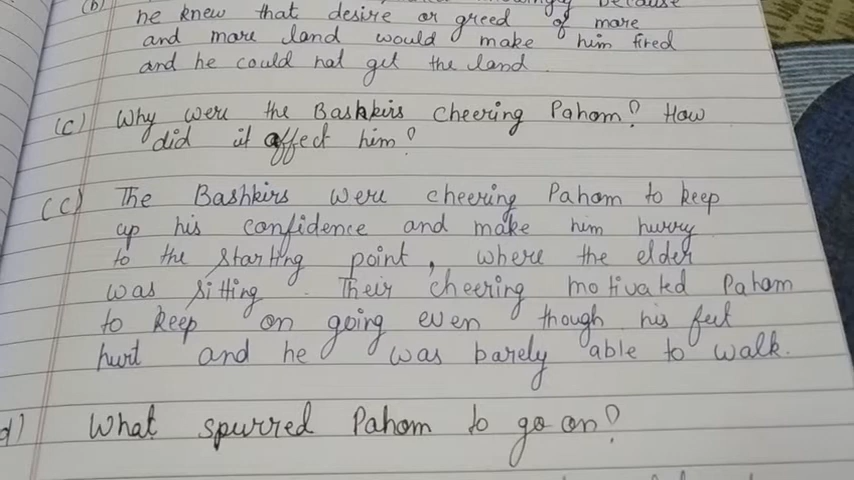 (b)
because
he knew that desire or greed of more
and more land would make him tired
and he could not get the land.
(c) Why were the Bashkirs cheering Pahom? How
did it affect him?
(c) The Bashkirs were cheering Pahom to keep
up his confidence and make him hurry
to the starting point, where the elder
was sitting. Their cheering motivated Pahom
to keep on going even though his feet
hurt and he was barely able to walk.
d) What spurred Pahom to go on?